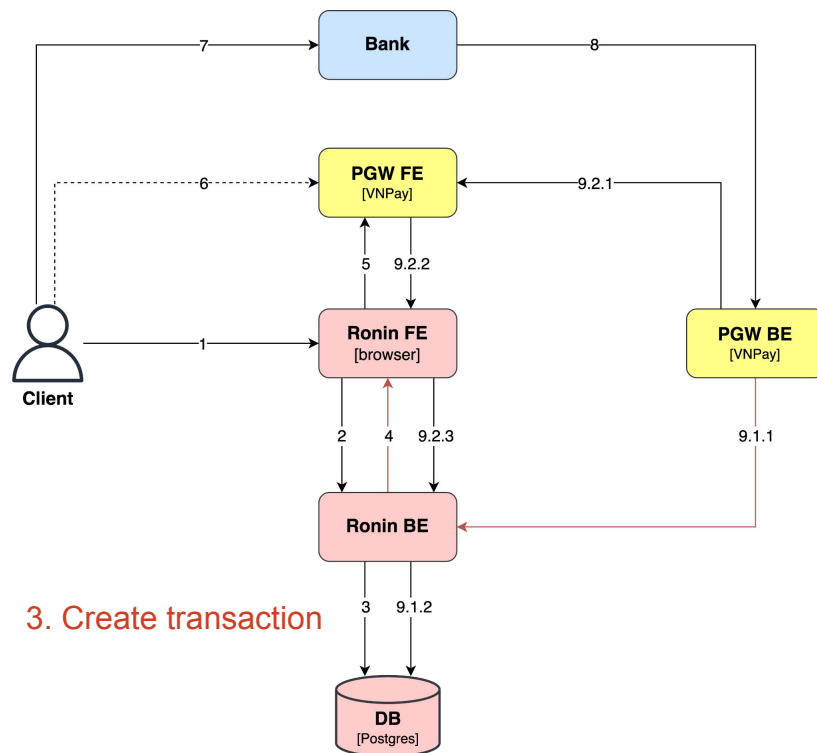 7
Bank
8
PGW FE
[VNPay]
6
9.2.1
5
9.2.2
Ronin FE
[browser]
1
PGW BE
[VNPay]
Client
2
4
9.2.3
9.1.1
Ronin BE
3. Create transaction
3
9.1.2
DB
[Postgres]